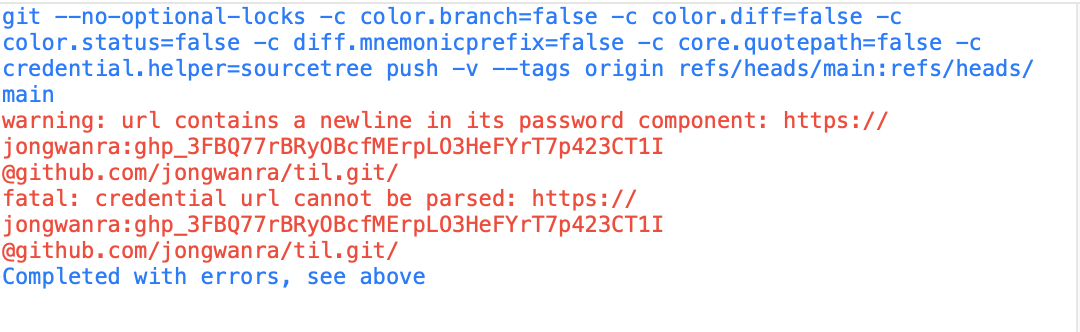 git --no-optional-locks -c color.branch=false -c color.diff=false -c
color.status=false -c diff.mnemonicprefix=false -c core.quotepath=false -c
credential.helper=sourcetree push -v --tags origin refs/heads/main:refs/heads/
main
warning: url contains a newline in its password component: https://
jongwanra: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
@github.com/jongwanra/til.git/
fatal: credential url cannot be parsed: https://
jongwanra: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
@github.com/jongwanra/til.git/
Completed with errors, see above